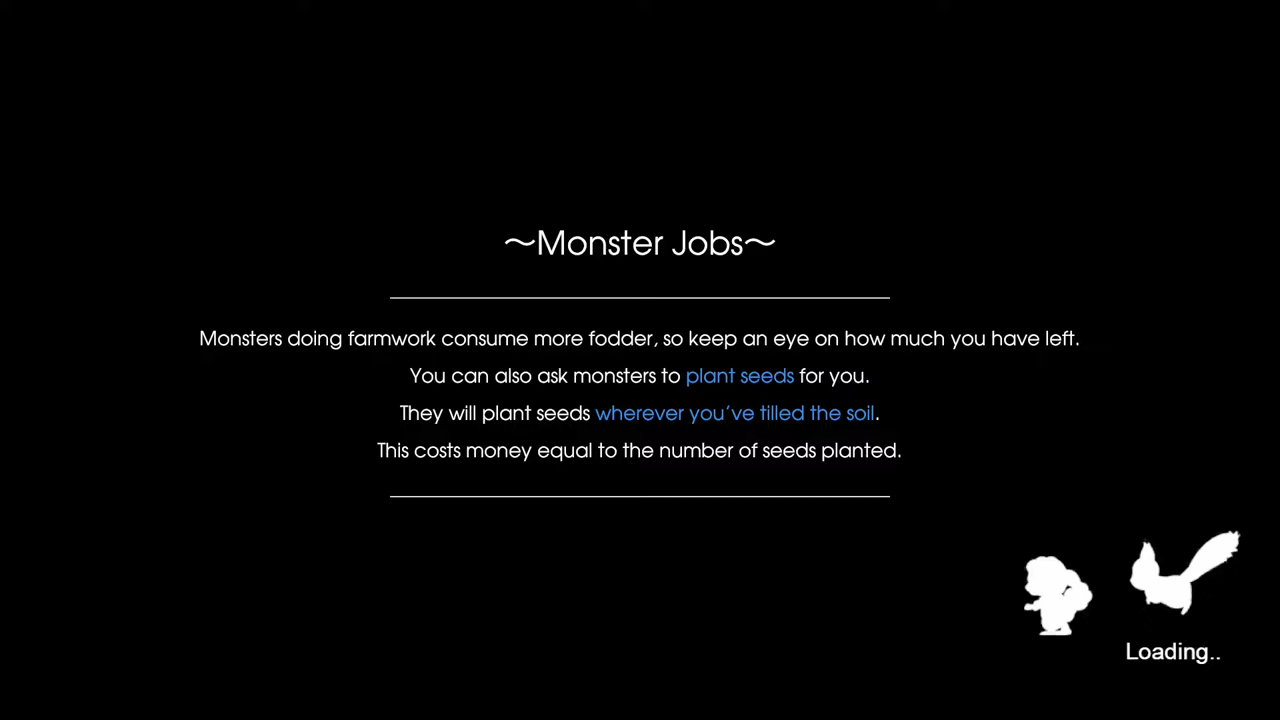 ～Monster Jobs～
Monsters doing farmwork consume more fodder, so keep an eye on how much you have left.
You can also ask monsters to plant seeds for you.
They will plant seeds wherever you've tilled the soil.
This costs money equal to the number of seeds planted.
Loading..